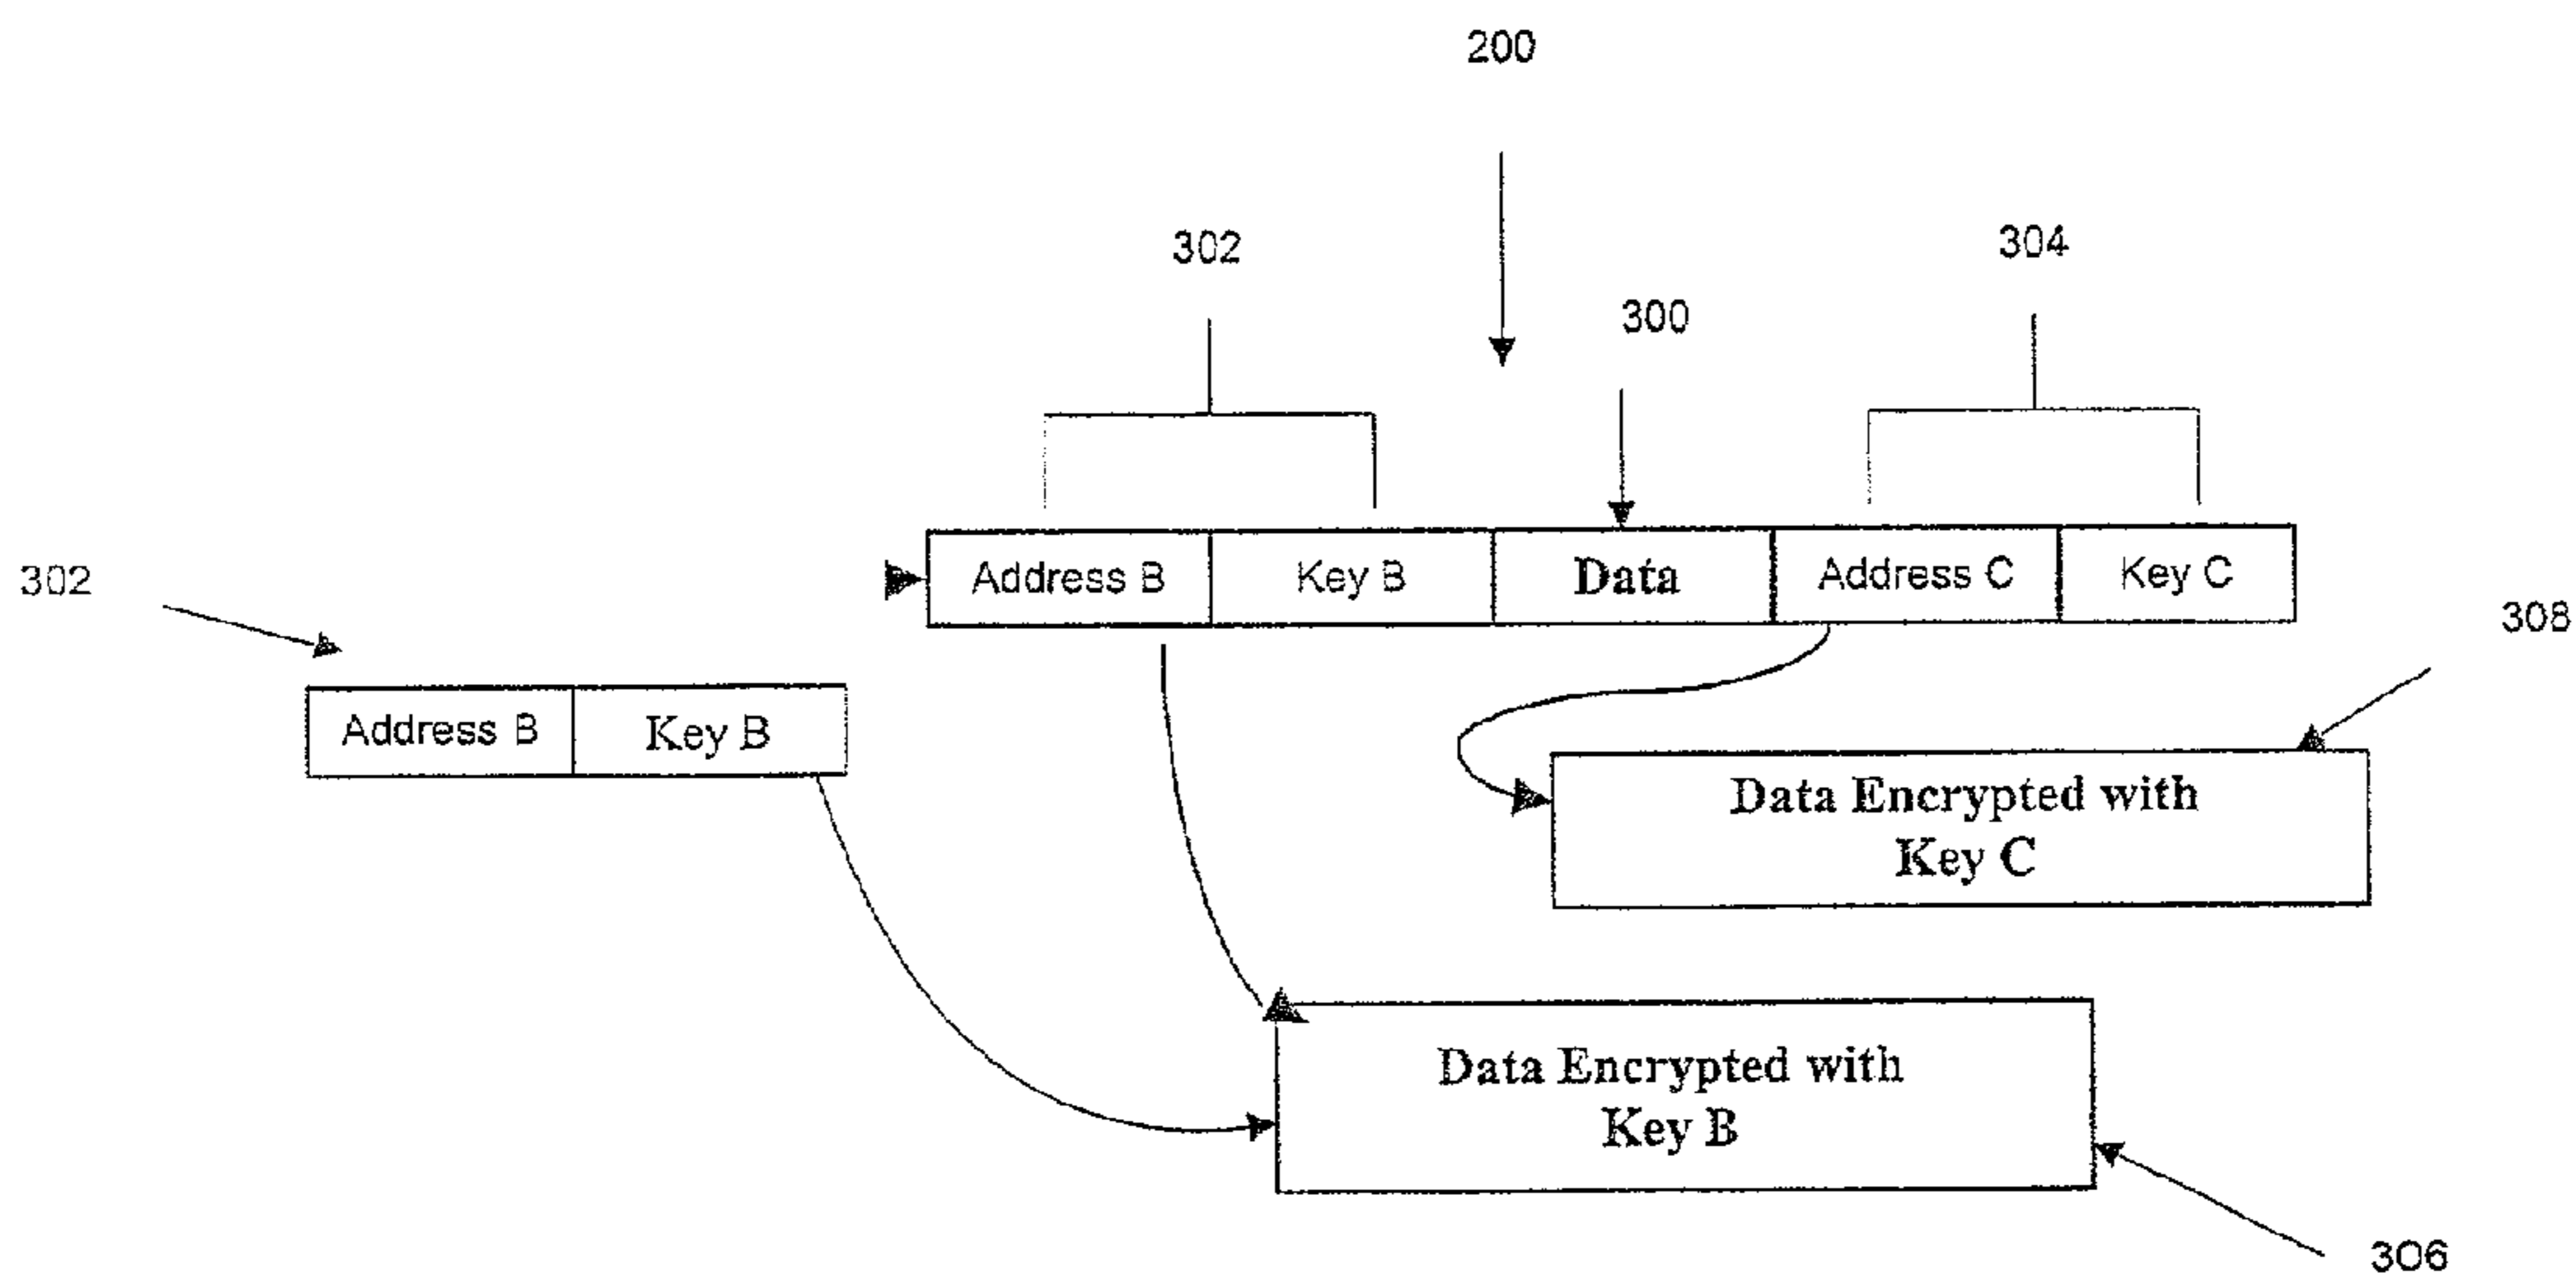 200
302
304
300
Address B
Key B
Data
Address C
Key C
302
308
Address B
Key B
Data Encrypted with
Key C
Data Encrypted with
Key B
306